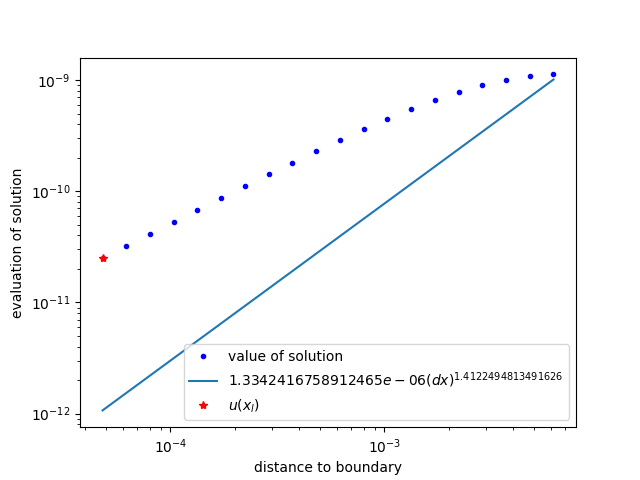 10⁻⁹
10⁻¹⁰
10⁻¹¹
10⁻¹²
evaluation of solution
value of solution
1.3342416758912465e − 06(dx)^1.4122494813491626
u(x_l)
10⁻⁴
10⁻³
distance to boundary